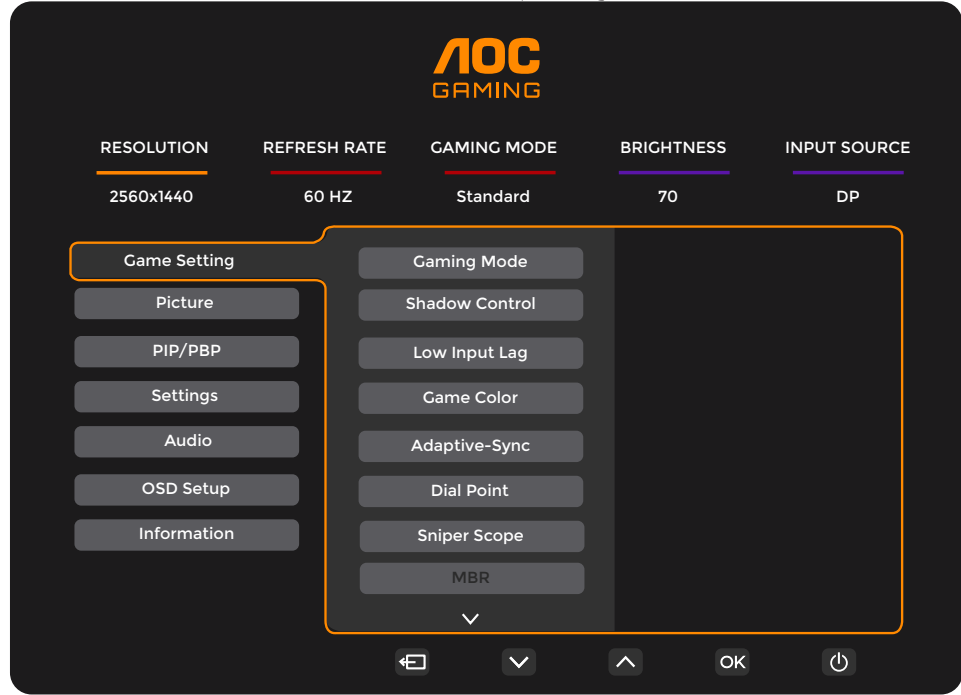 AOC
GAMING
RESOLUTION REFRESH RATE GAMING MODE BRIGHTNESS INPUT SOURCE
2560x1440 60 HZ Standard 70 DP
Game Setting
Picture
PIP/PBP
Settings
Audio
OSD Setup
Information
Gaming Mode
Shadow Control
Low Input Lag
Game Color
Adaptive-Sync
Dial Point
Sniper Scope
MBR
OK